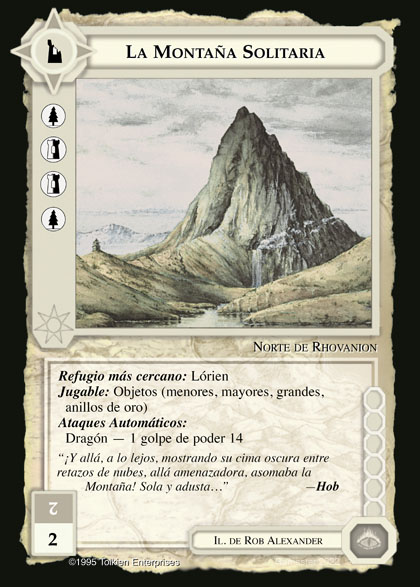 La Montaña Solitaria
Norte de Rhovanion
Refugio más cercano: Lórien
Jugable: Objetos (menores, mayores, grandes,
anillos de oro)
Ataques Automáticos:
Dragón — 1 golpe de poder 14
“¡Y allá, a lo lejos, mostrando su cima oscura entre
retazos de nubes, allá amenazadora, asomaba la
Montaña! Sola y adusta…” —Hob
2
2
Il. de Rob Alexander
©1995 Tolkien Enterprises